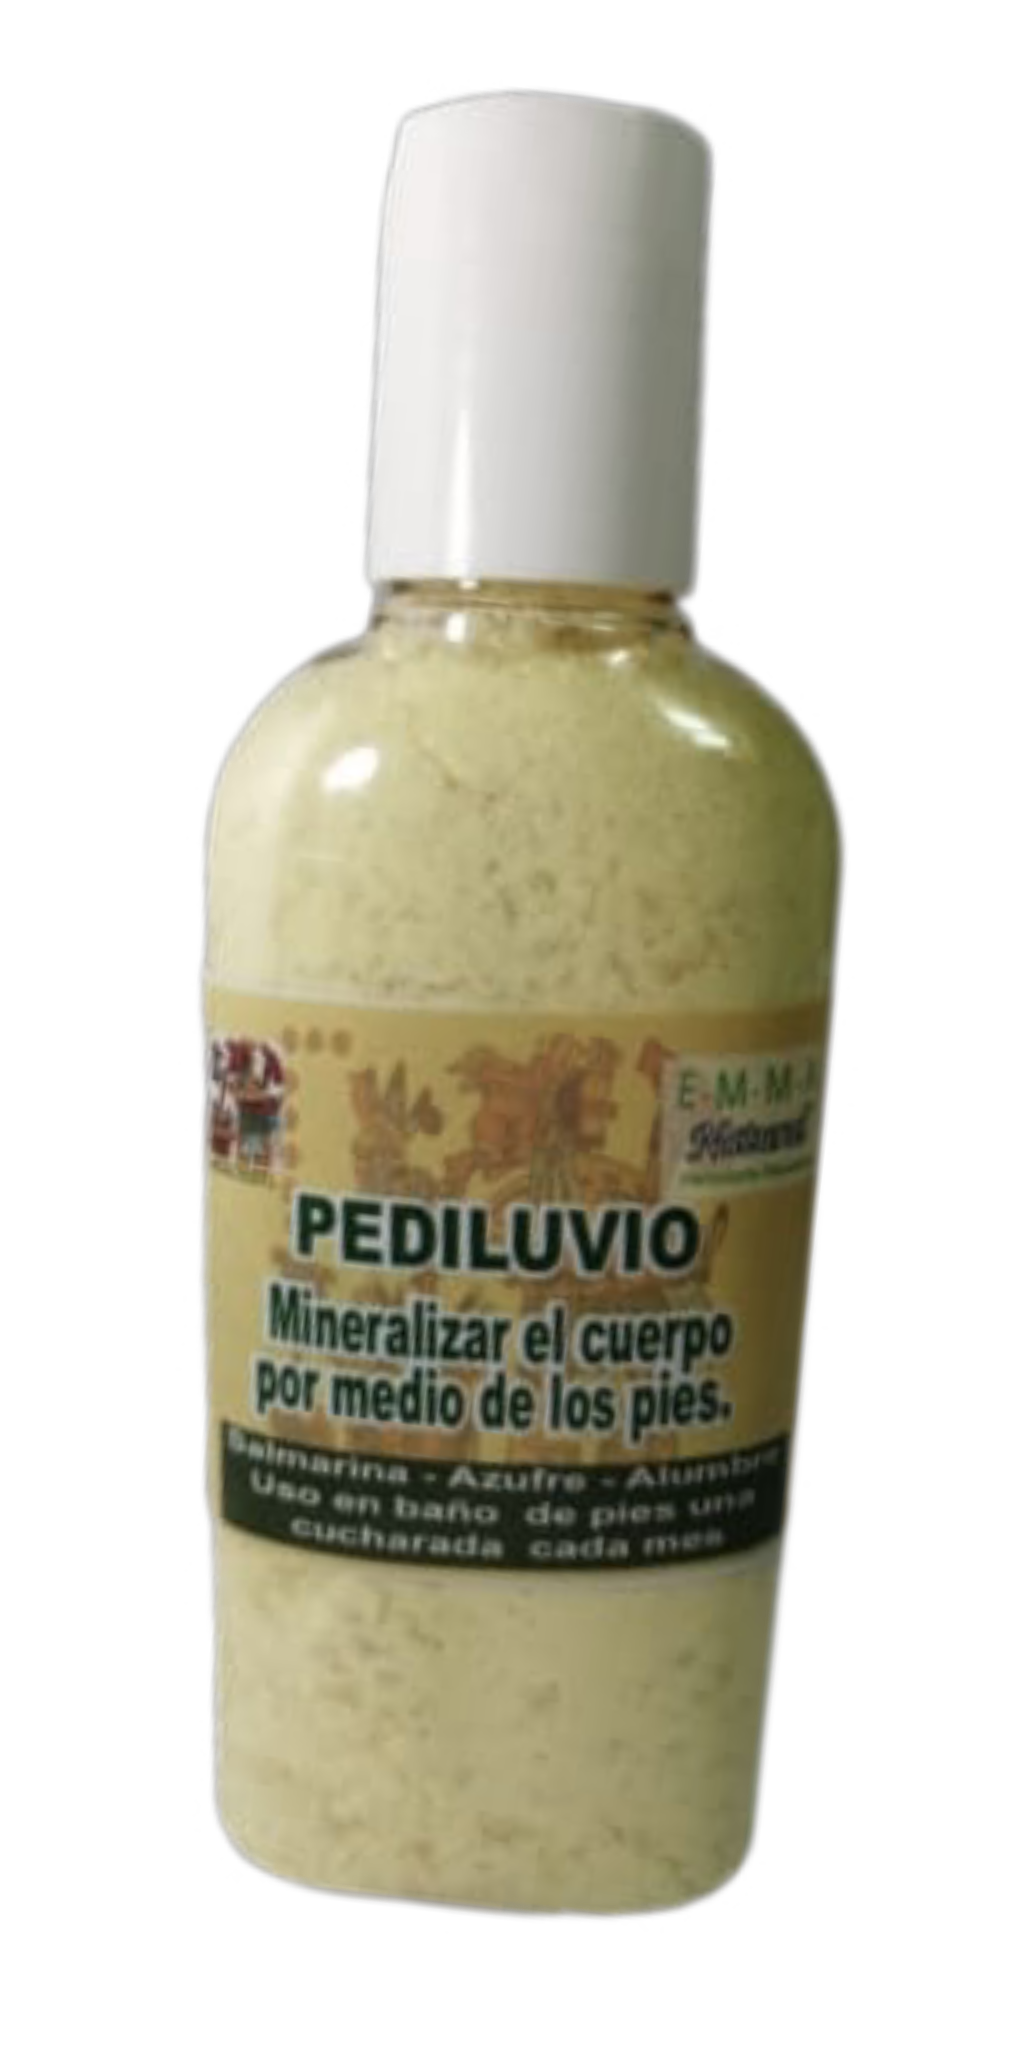 E-M-M-A
Natural
PEDILUVIO
Mineralizar el cuerpo
por medio de los pies.
Salmarina - Azufre - Alumbre
Uso en baño de pies una
cucharada cada mes